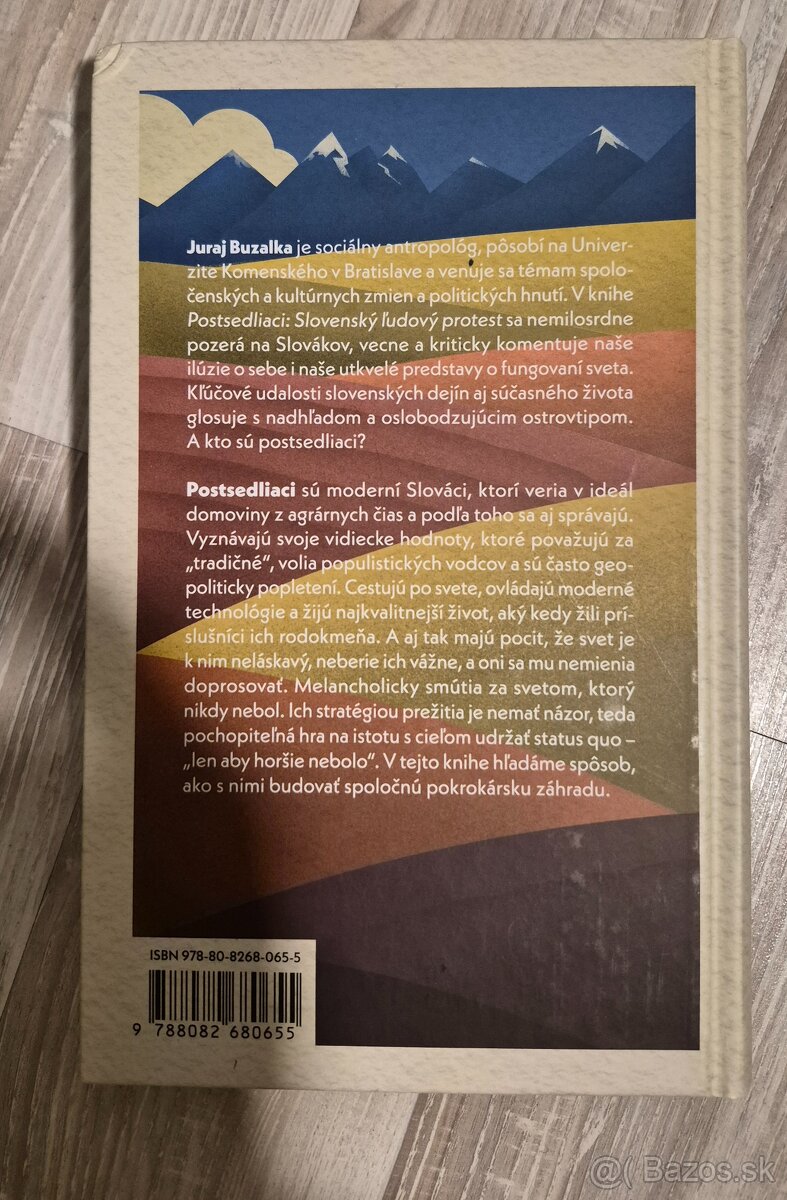 Juraj Buzalka je sociálny antropológ, pôsobí na Univer-
zite Komenského v Bratislave a venuje sa témam spolo-
čenských a kultúrnych zmien a politických hnutí. V knihe
Postsedliaci: Slovenský ľudový protest sa nemilosrdne
pozerá na Slovákov, vecne a kriticky komentuje naše
ilúzie o sebe i naše utkvelé predstavy o fungovaní sveta.
Kľúčové udalosti slovenských dejín aj súčasného života
glosuje s nadhľadom a oslobodzujúcim ostrovtipom.
A kto sú postsedliaci?
Postsedliaci sú moderní Slováci, ktorí veria v ideál
domoviny z agrárnych čias a podľa toho sa aj správajú.
Vyznávajú svoje vidiecke hodnoty, ktoré považujú za
„tradičné“, volia populistických vodcov a sú často geo-
politicky popletení. Cestujú po svete, ovládajú moderné
technológie a žijú najkvalitnejší život, aký kedy žili prí-
slušníci ich rodokmeňa. A aj tak majú pocit, že svet je
k nim neláskavý, neberie ich vážne, a oni sa mu nemienia
doprosovať. Melancholicky smútia za svetom, ktorý
nikdy nebol. Ich stratégiou prežitia je nemať názor, teda
pochopiteľná hra na istotu s cieľom udržať status quo –
„len aby horšie nebolo“. V tejto knihe hľadáme spôsob,
ako s nimi budovať spoločnú pokrokársku záhradu.
ISBN 978-80-8268-065-5
9 788082 680655
@( Bazos.sk